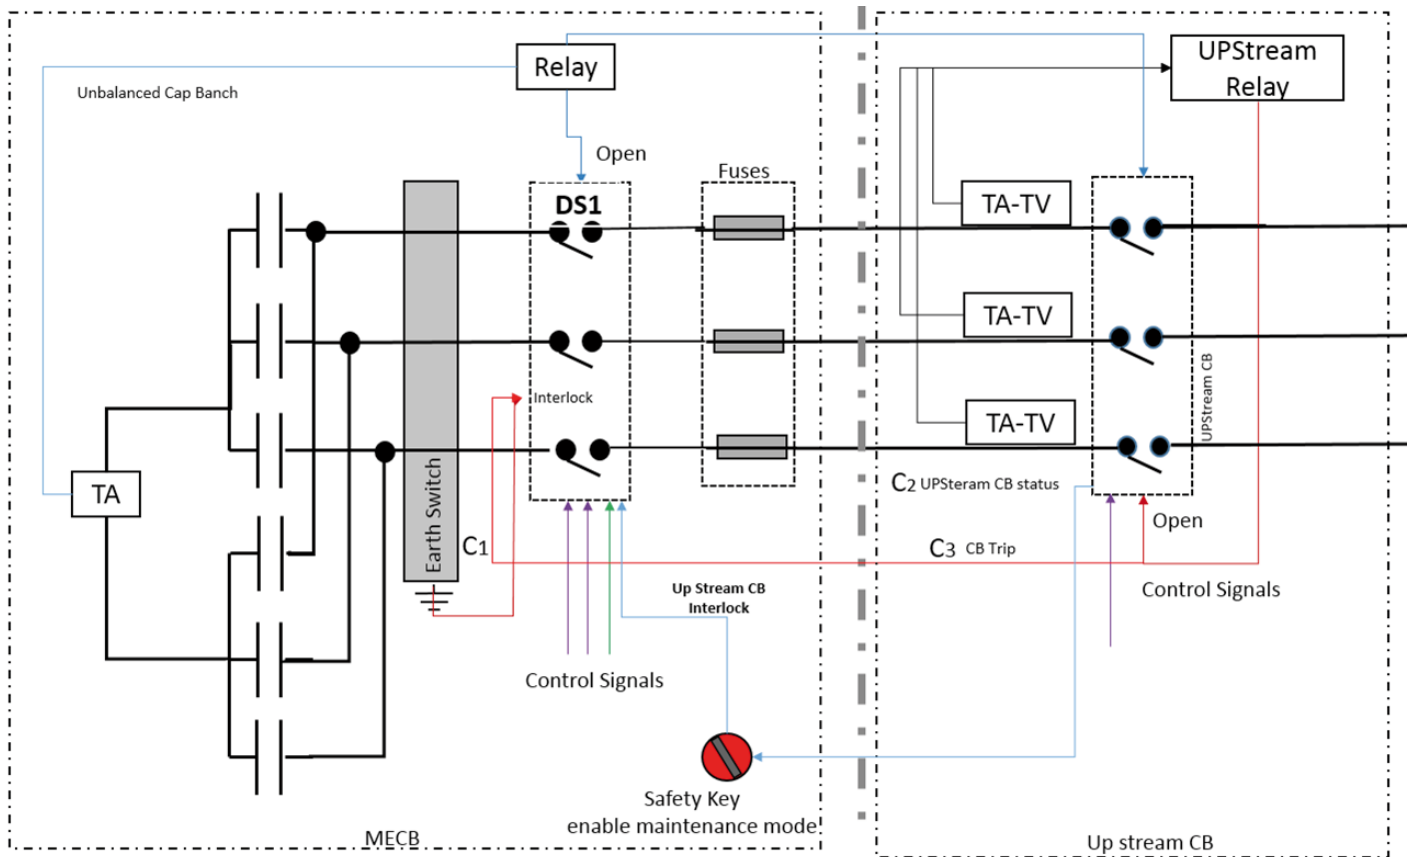 UPStream
Relay
Relay
Unbalanced Cap Banch
Open
Fuses
DS1
TA-TV
TA-TV
Interlock
UPStream CB
TA-TV
TA
Earth Switch
C2 UPSteram CB status
Open
C1
C3 CB Trip
Up Stream CB
Interlock
Control Signals
Control Signals
Safety Key
enable maintenance mode
MECB
Up stream CB